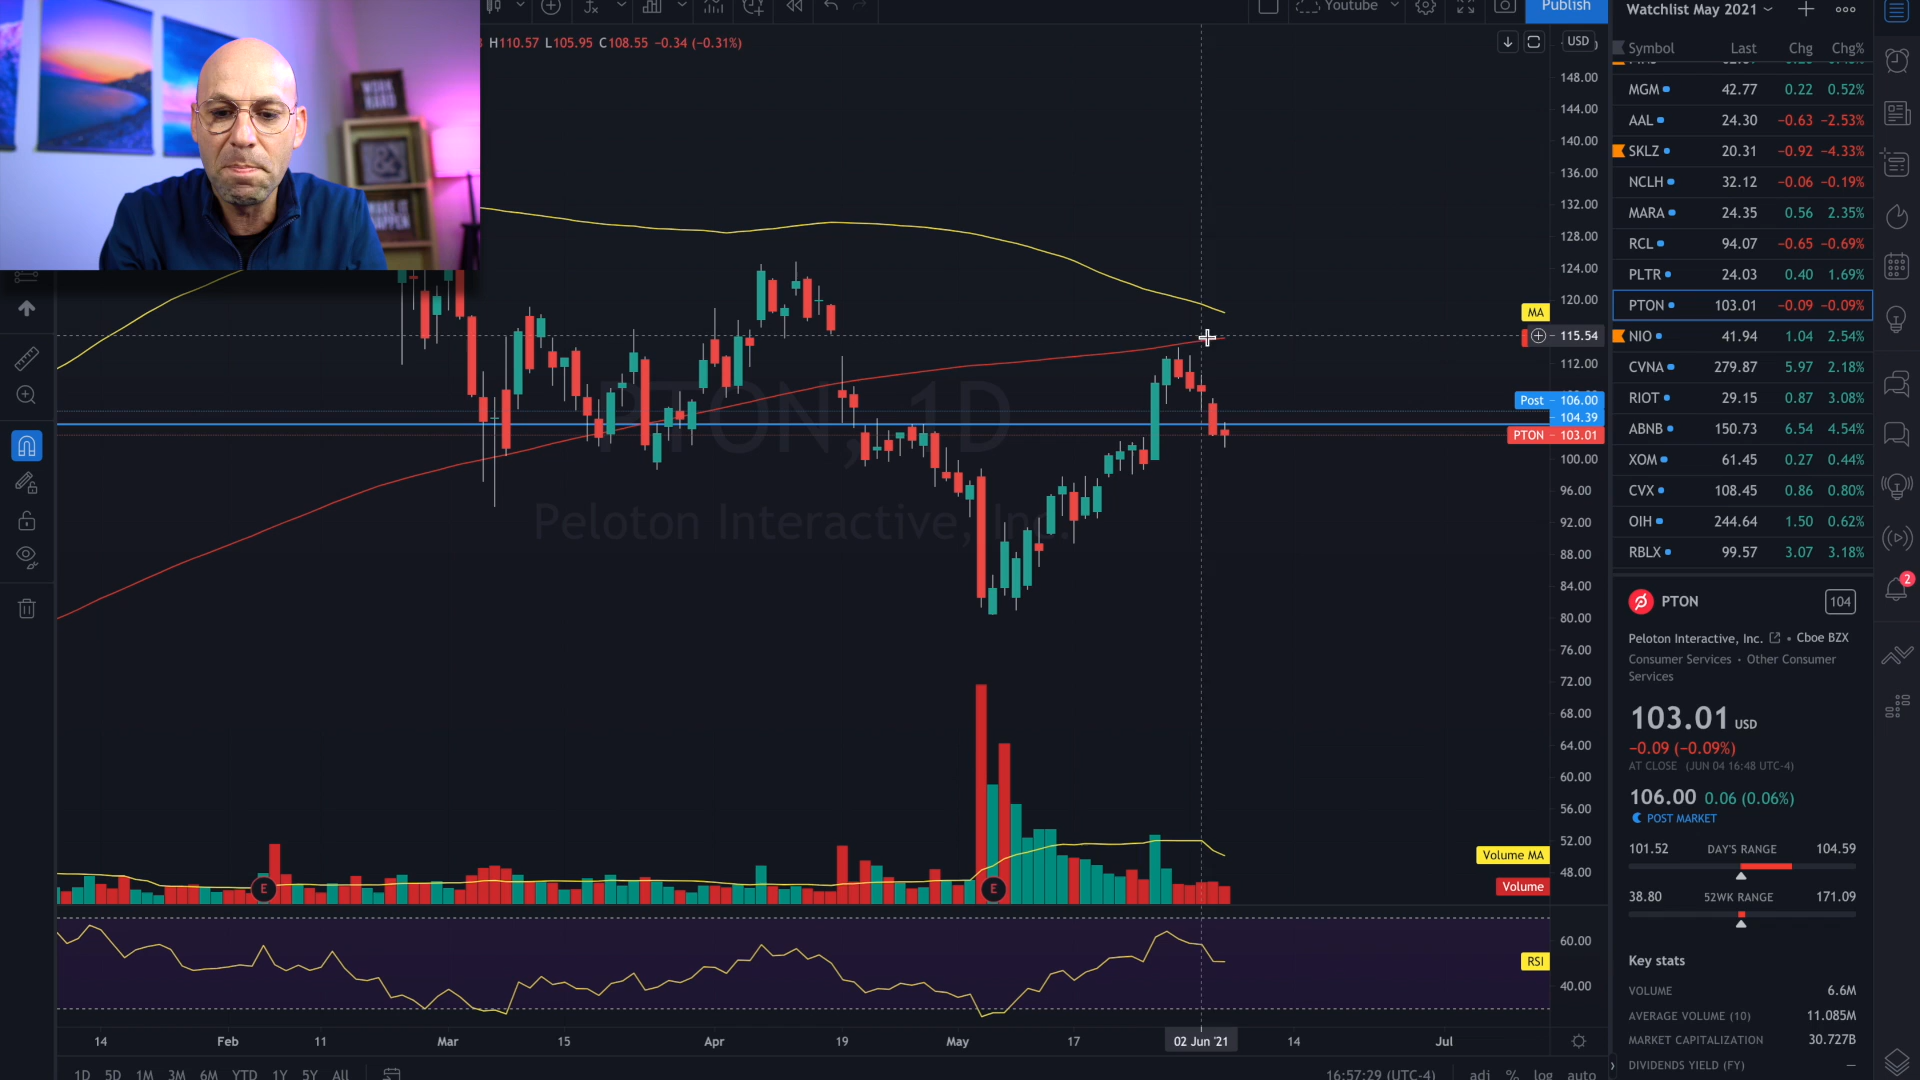 Youtube
Publish
Watchlist May 2021
H110.57 L105.95 C108.55 −0.34 (−0.31%)
USD
Symbol Last Chg Chg%
MGM 42.77 0.22 0.52%
AAL 24.30 −0.63 −2.53%
SKLZ 20.31 −0.92 −4.33%
NCLH 32.12 −0.06 −0.19%
MARA 24.35 0.56 2.35%
RCL 94.07 −0.65 −0.69%
PLTR 24.03 0.40 1.69%
PTON 103.01 −0.09 −0.09%
NIO 41.94 1.04 2.54%
CVNA 279.87 5.97 2.18%
RIOT 29.15 0.87 3.08%
ABNB 150.73 6.54 4.54%
XOM 61.45 0.27 0.44%
CVX 108.45 0.86 0.80%
OIH 244.64 1.50 0.62%
RBLX 99.57 3.07 3.18%
WORK
HARD
&
MAKE IT
HAPPEN
148.00
144.00
140.00
136.00
132.00
128.00
124.00
120.00
MA
115.54
112.00
Post 106.00
104.39
PTON 103.01
100.00
96.00
92.00
88.00
84.00
80.00
76.00
72.00
68.00
64.00
60.00
56.00
52.00
48.00
PTON, 1D
Peloton Interactive, Inc.
Volume MA
Volume
E
E
RSI
60.00
40.00
14 Feb 11 Mar 15 Apr 19 May 17 02 Jun '21 14 Jul
1D 5D 1M 3M 6M YTD 1Y 5Y All
16:57:29 (UTC-4) adj % log auto
2
PTON
104
Peloton Interactive, Inc. • Cboe BZX
Consumer Services • Other Consumer
Services
103.01 USD
−0.09 (−0.09%)
AT CLOSE (JUN 04 16:48 UTC-4)
106.00 0.06 (0.06%)
POST MARKET
101.52 DAY'S RANGE 104.59
38.80 52WK RANGE 171.09
Key stats
VOLUME 6.6M
AVERAGE VOLUME (10) 11.085M
MARKET CAPITALIZATION 30.727B
DIVIDENDS YIELD (FY) —